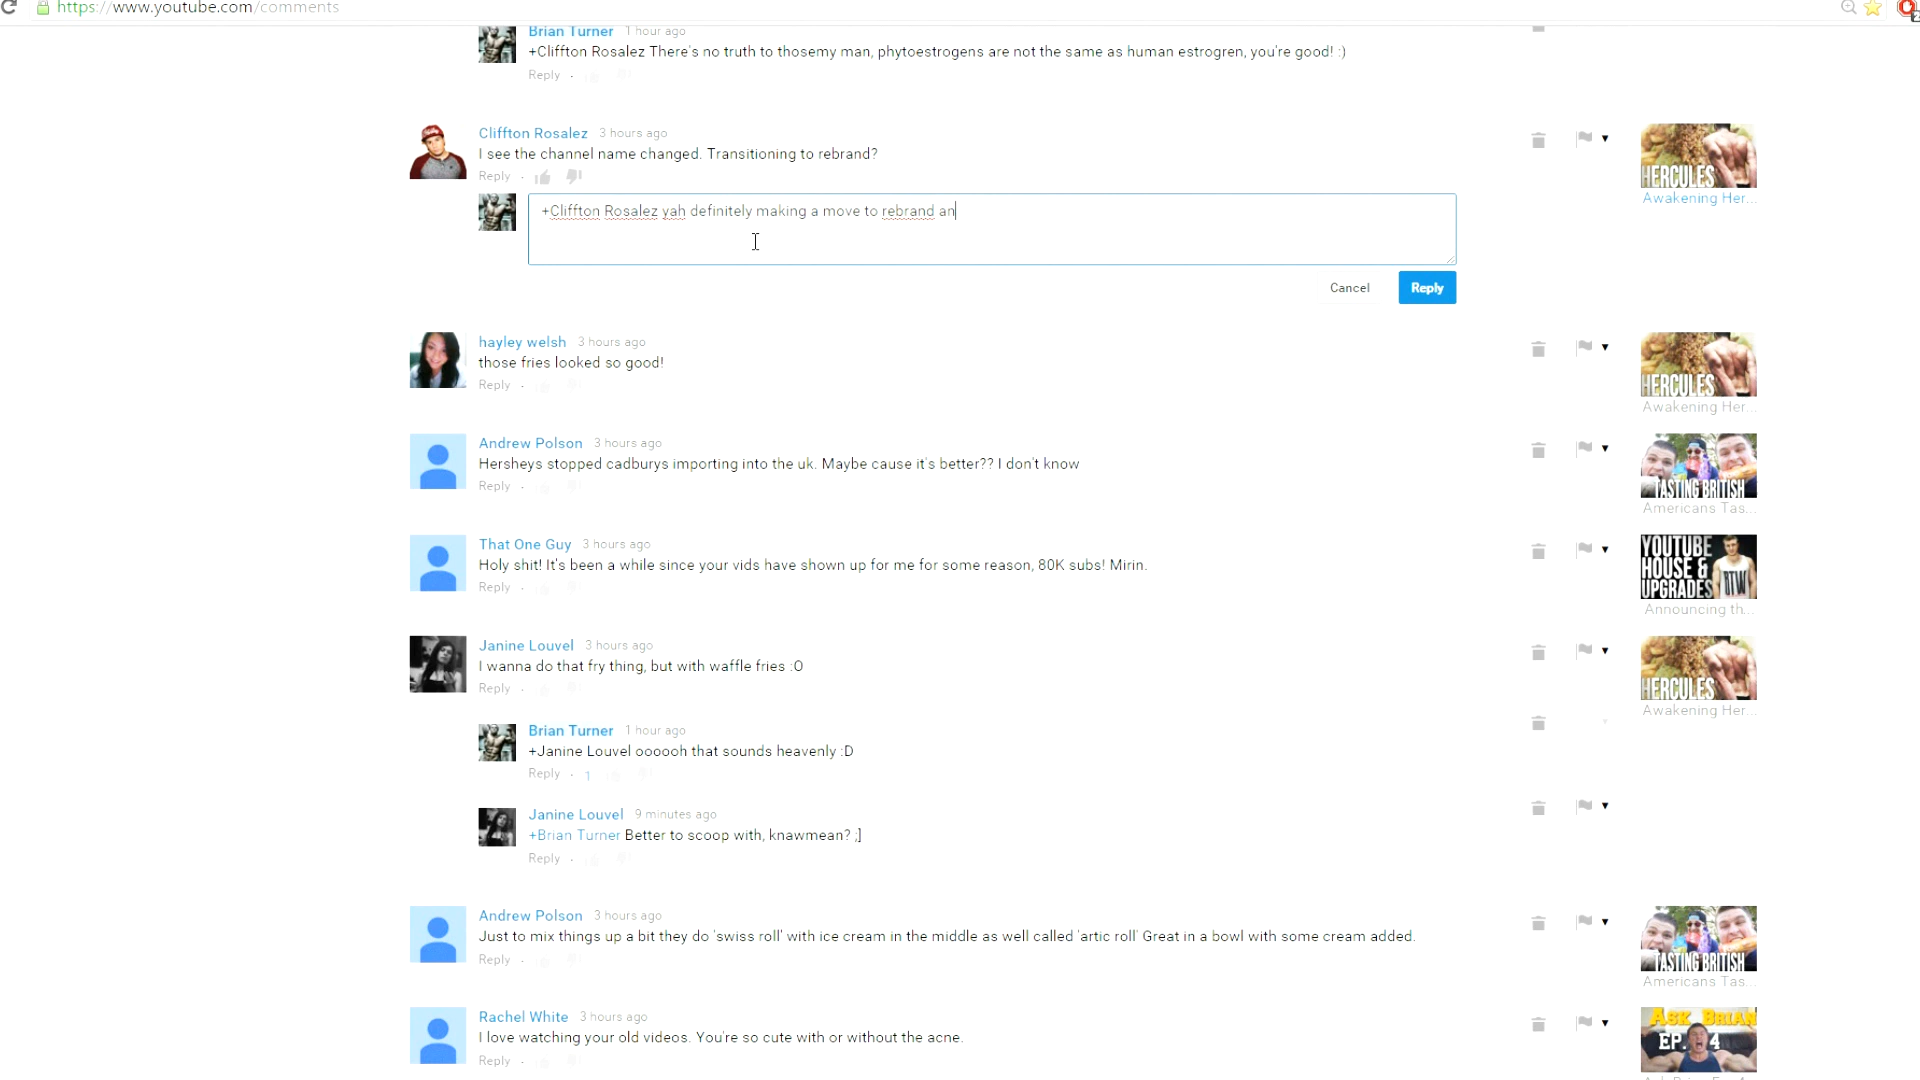 https://www.youtube.com/comments
Brian Turner 1 hour ago
+Cliffton Rosalez There's no truth to thosemy man, phytoestrogens are not the same as human estrogren, you're good! :)
Reply
Cliffton Rosalez 3 hours ago
I see the channel name changed. Transitioning to rebrand?
Reply
HERCULES
Awakening Her...
+Cliffton Rosalez yah definitely making a move to rebrand an
Cancel Reply
hayley welsh 3 hours ago
those fries looked so good!
Reply
HERCULES
Awakening Her...
Andrew Polson 3 hours ago
Hersheys stopped cadburys importing into the uk. Maybe cause it's better?? I don't know
Reply
TASTING BRITISH
Americans Tas...
That One Guy 3 hours ago
Holy shit! It's been a while since your vids have shown up for me for some reason, 80K subs! Mirin.
Reply
YOUTUBE
HOUSE &
UPGRADES
BTW
Announcing th...
Janine Louvel 3 hours ago
I wanna do that fry thing, but with waffle fries :O
Reply
HERCULES
Awakening Her...
Brian Turner 1 hour ago
+Janine Louvel oooooh that sounds heavenly :D
Reply 1
Janine Louvel 9 minutes ago
+Brian Turner Better to scoop with, knawmean? ;]
Reply
Andrew Polson 3 hours ago
Just to mix things up a bit they do 'swiss roll' with ice cream in the middle as well called 'artic roll' Great in a bowl with some cream added.
Reply
TASTING BRITISH
Americans Tas...
Rachel White 3 hours ago
I love watching your old videos. You're so cute with or without the acne.
Reply
ASK BRIAN
EP.